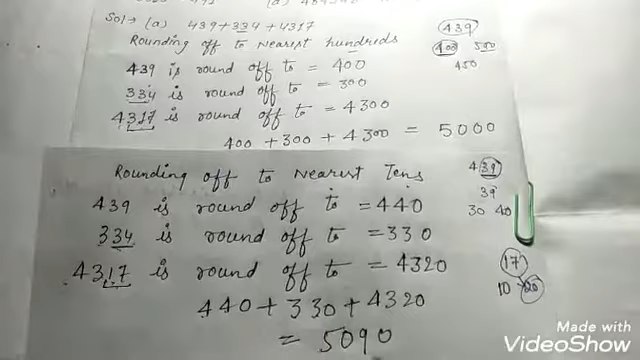 Sol→ (a) 439+334+4317
Rounding off to Nearest hundreds
439 is round off to = 400
334 is round off to = 300
4317 is round off to = 4300
400 + 300 + 4300 = 5000
439
400 500
450
Rounding off to Nearest Tens
439 is round off to = 440
334 is round off to = 330
4317 is round off to = 4320
440 + 330 + 4320
= 5090
439
39
30 40
17
10 20
Made with
VivaVideo